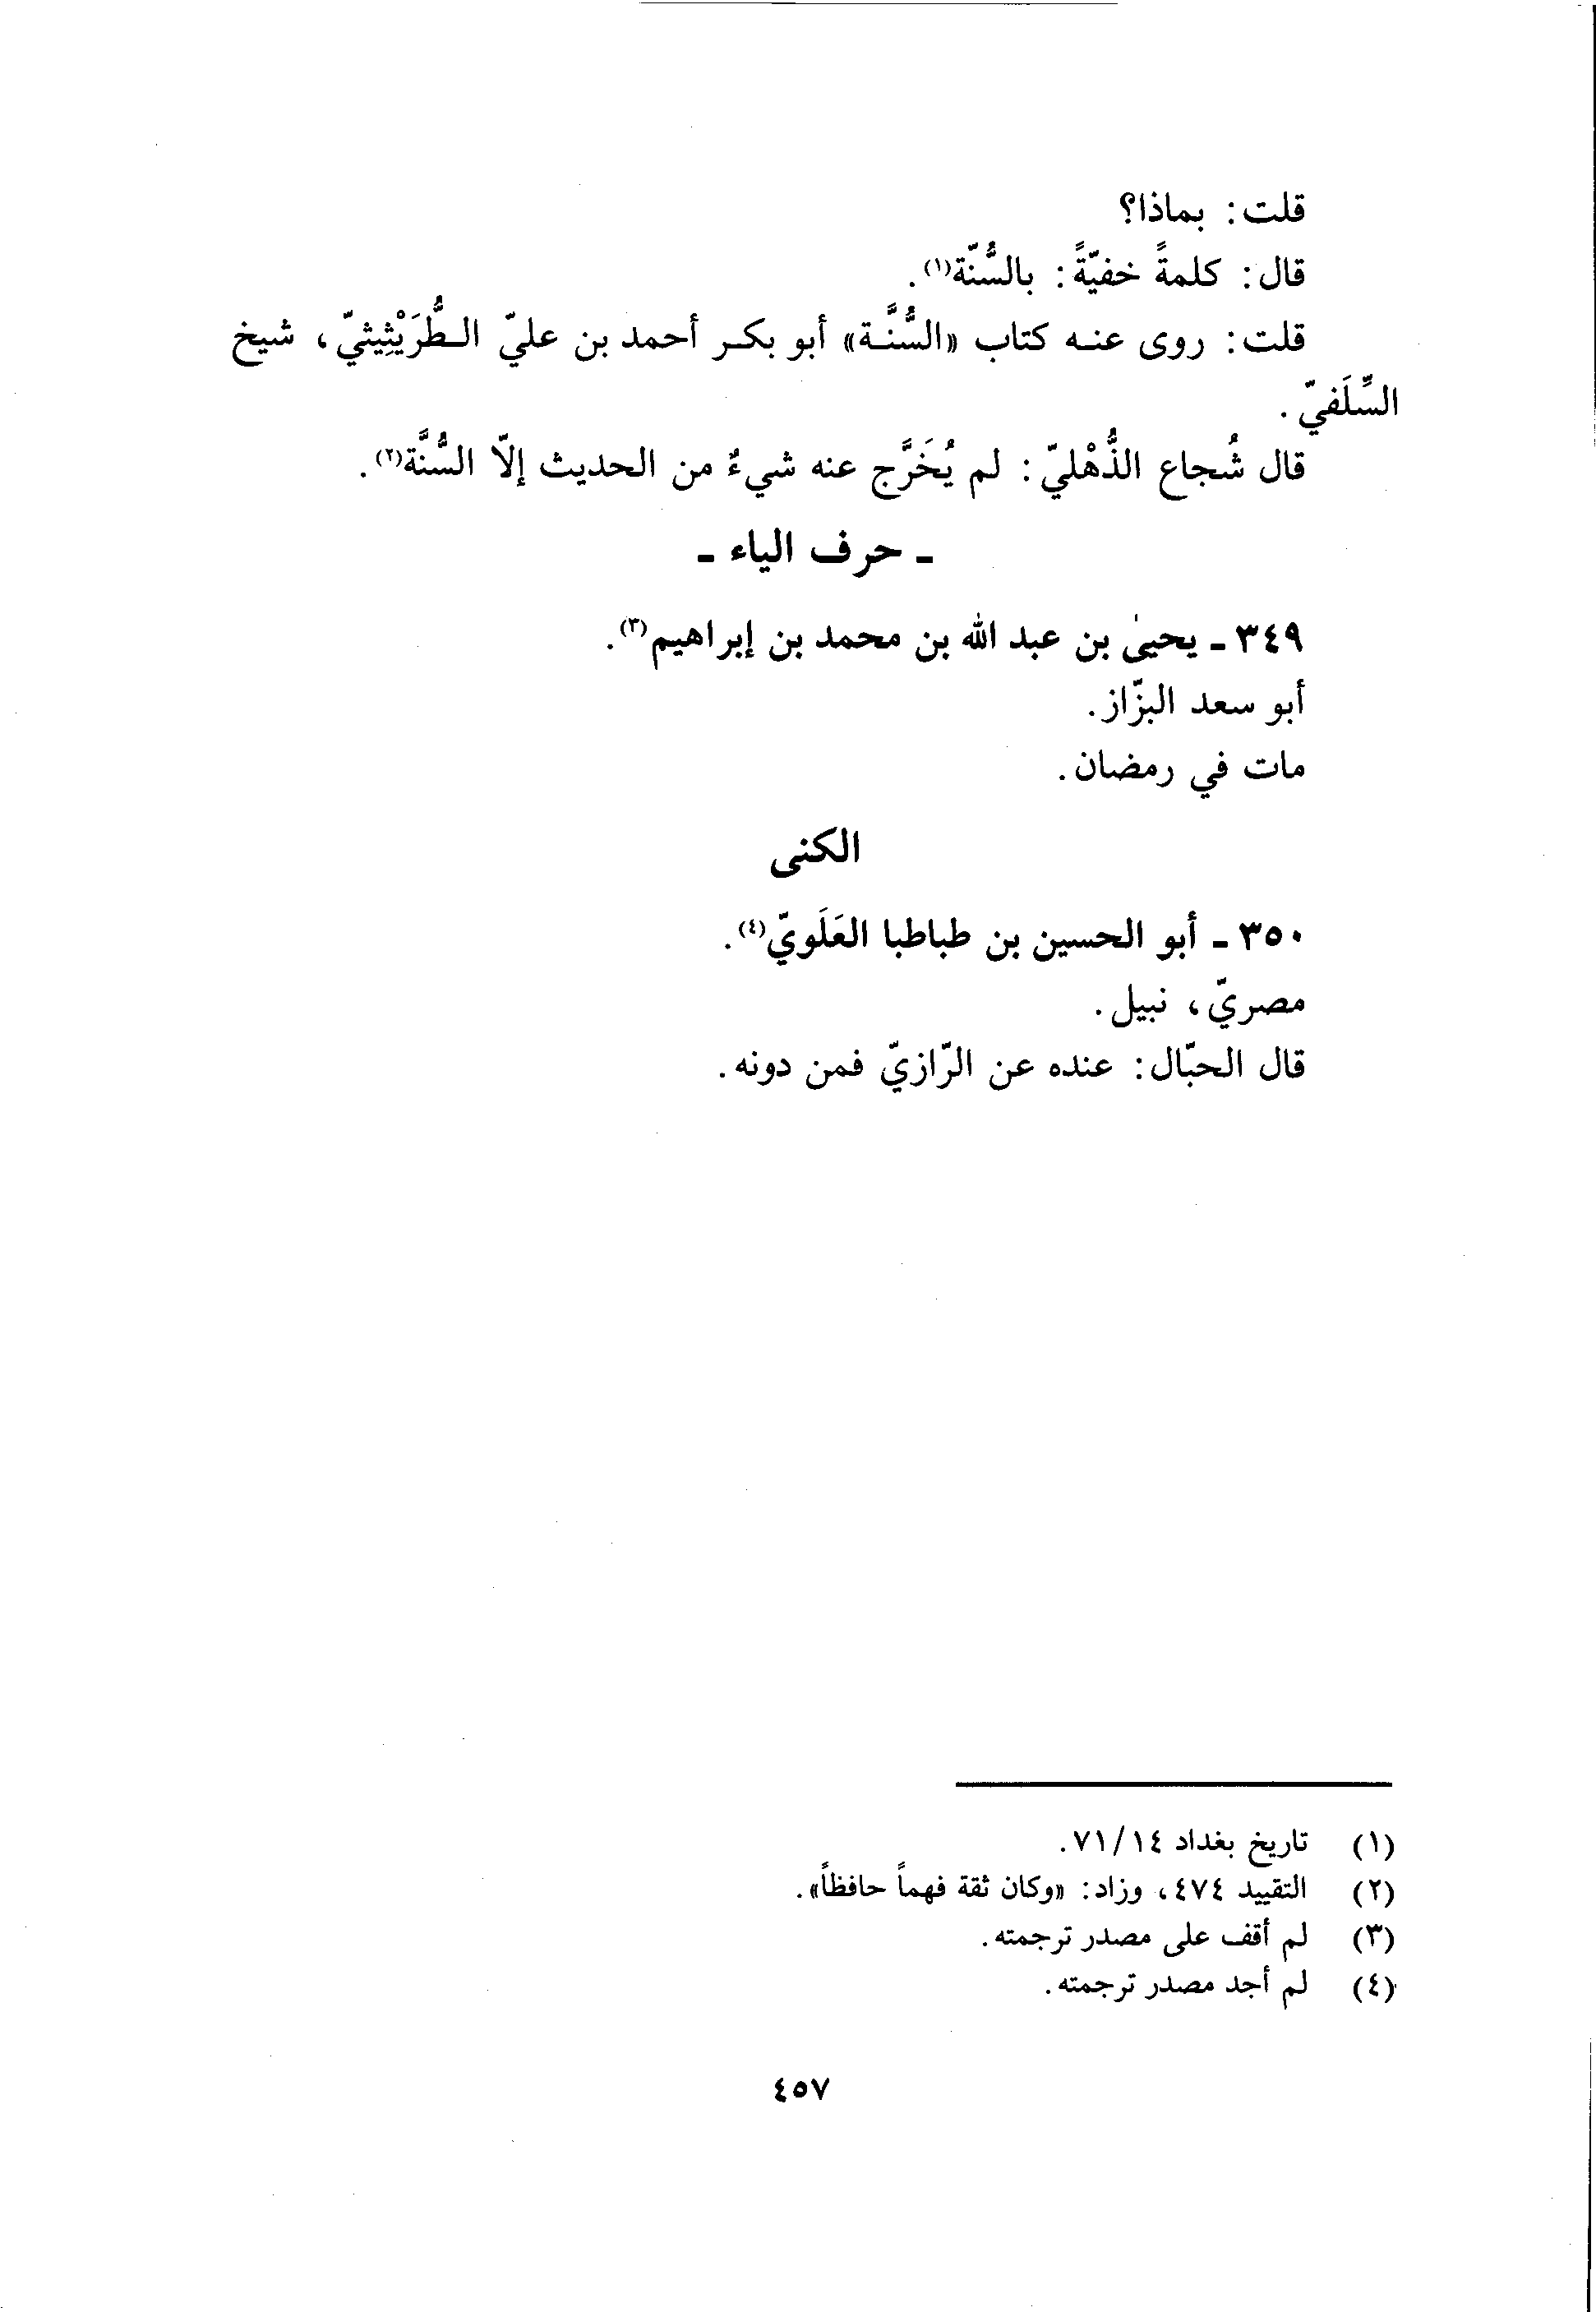 قلت: بماذا؟
قال: كلمةً خفيّةً: بالسُّنّة(١).
قلت: روى عنه كتاب «السُّنَّة» أبو بكر أحمد بن عليّ الطُّرَيْثِيثيّ، شيخ
السِّلَفيّ.
قال شُجاع الذُّهْليّ: لم يُخَرَّج عنه شيءٌ من الحديث إلاّ السُّنَّة(٢).
ـ حرف الياء ـ
٣٤٩ ـ يحيىٰ بن عبد الله بن محمد بن إبراهيم(٣).
أبو سعد البزّاز.
مات في رمضان.
الكنى
٣٥٠ ـ أبو الحسين بن طباطبا العَلَويّ(٤).
مصريّ، نبيل.
قال الحبّال: عنده عن الرّازيّ فمن دونه.
(١) تاريخ بغداد ٧١/١٤.
(٢) التقييد ٤٧٤، وزاد: «وكان ثقة فهماً حافظاً».
(٣) لم أقف على مصدر ترجمته.
(٤) لم أجد مصدر ترجمته.
٤٥٧